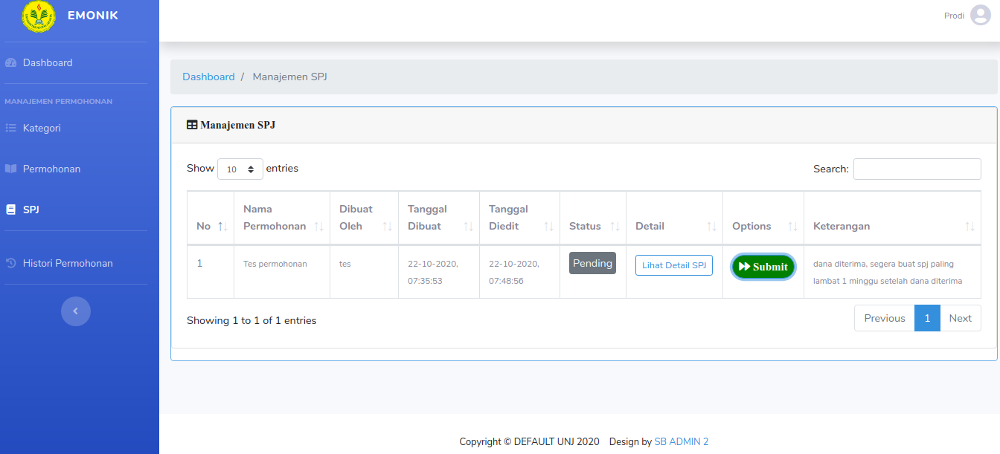 EMONIK
Prodi
Dashboard
MANAJEMEN PERMOHONAN
Kategori
Permohonan
SPJ
Histori Permohonan
Dashboard / Manajemen SPJ
Manajemen SPJ
Show 10 entries
Search:
No
Nama Permohonan
Dibuat Oleh
Tanggal Dibuat
Tanggal Diedit
Status
Detail
Options
Keterangan
1
Tes permohonan
tes
22-10-2020,
07:35:53
22-10-2020,
07:48:56
Pending
Lihat Detail SPJ
Submit
dana diterima, segera buat spj paling
lambat 1 minggu setelah dana diterima
Showing 1 to 1 of 1 entries
Previous 1 Next
Copyright © DEFAULT UNJ 2020 Design by SB ADMIN 2